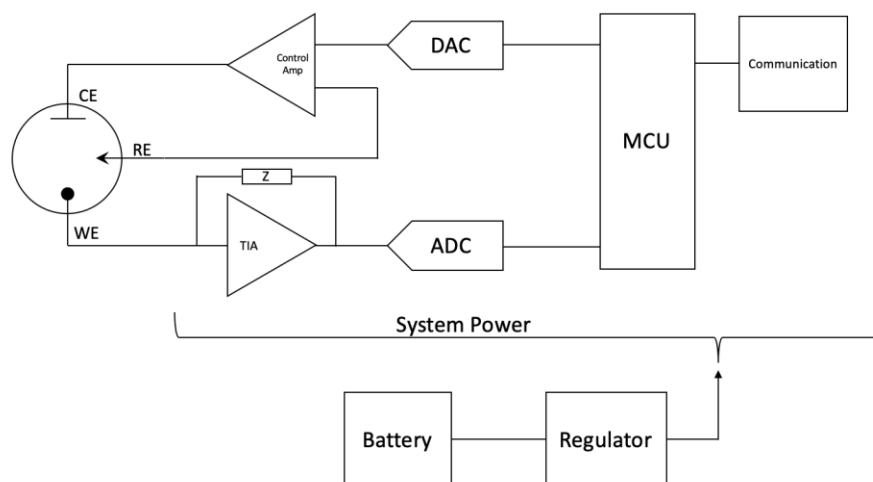 Control
Amp
DAC
MCU
Communication
CE
RE
Z
WE
TIA
ADC
System Power
Battery
Regulator